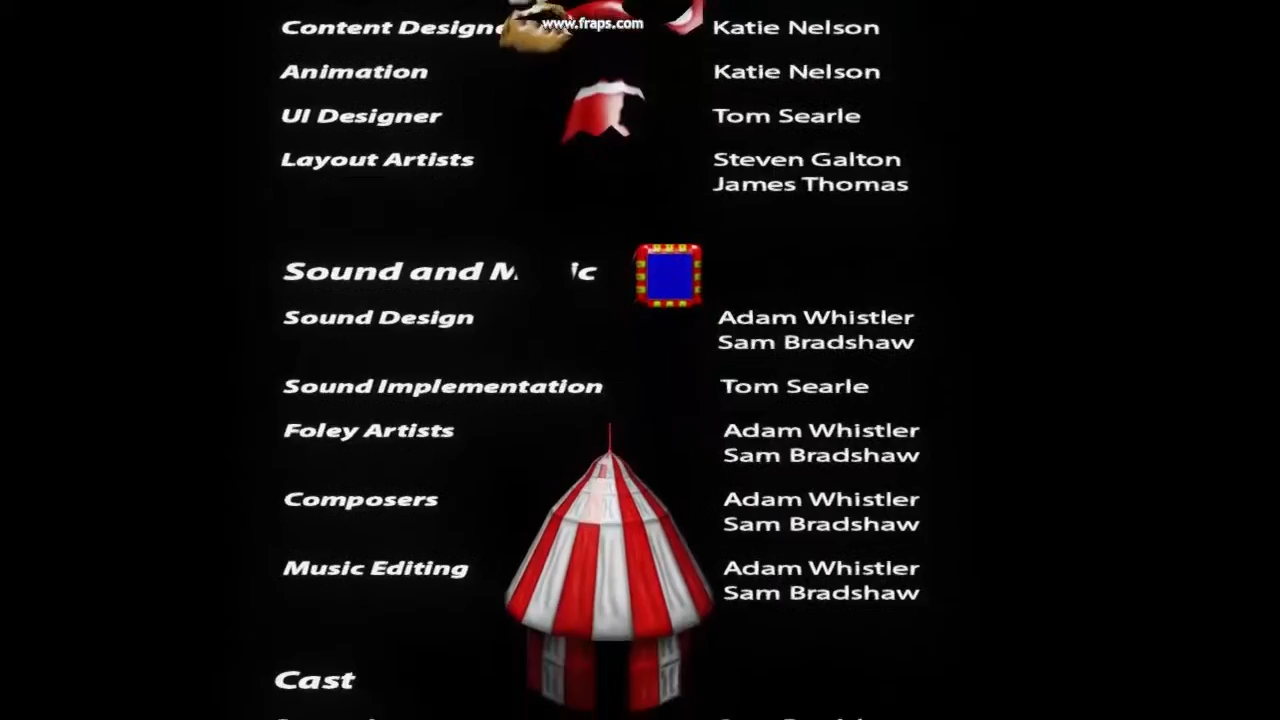 www.fraps.com
Content Designe Katie Nelson
Animation Katie Nelson
UI Designer Tom Searle
Layout Artists Steven Galton
James Thomas
Sound and M ic
Sound Design Adam Whistler
Sam Bradshaw
Sound Implementation Tom Searle
Foley Artists Adam Whistler
Sam Bradshaw
Composers Adam Whistler
Sam Bradshaw
Music Editing Adam Whistler
Sam Bradshaw
Cast